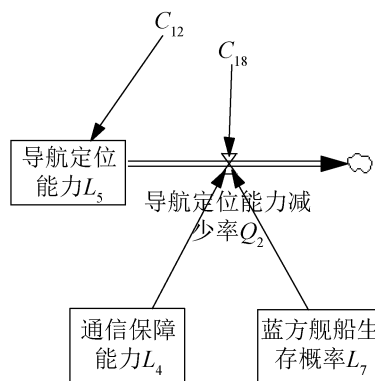 C₁₂
C₁₈
导航定位
能力L₅
导航定位能力减
少率Q₂
通信保障
能力L₄
蓝方舰船生
存概率L₇